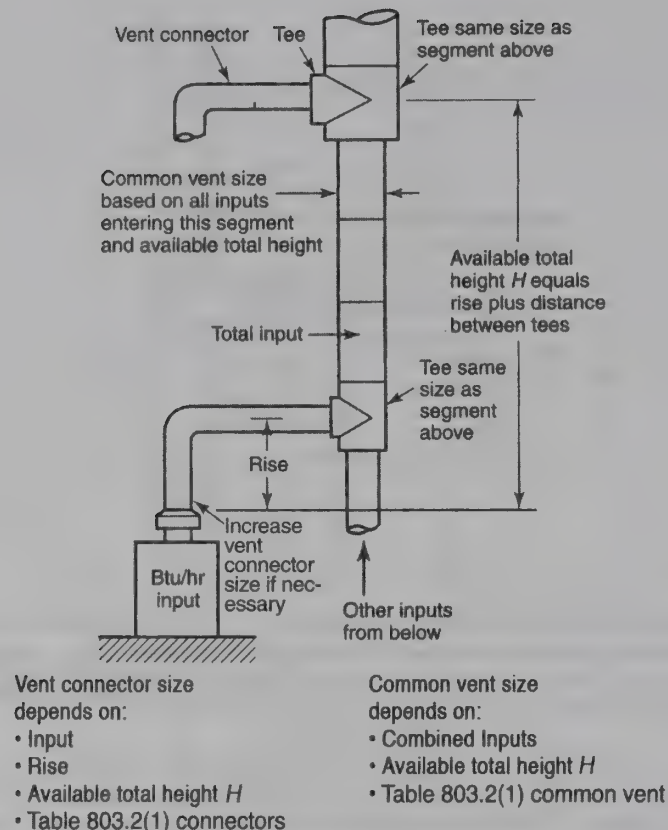 Vent connector
Tee
Tee same size as
segment above
Common vent size
based on all inputs
entering this segment
and available total height
Available total
height H equals
rise plus distance
between tees
Total input
Tee same
size as
segment
above
Rise
Increase
vent
connector
size if nec-
essary
Btu/hr
input
Other inputs
from below
Vent connector size
depends on:
• Input
• Rise
• Available total height H
• Table 803.2(1) connectors
Common vent size
depends on:
• Combined Inputs
• Available total height H
• Table 803.2(1) common vent